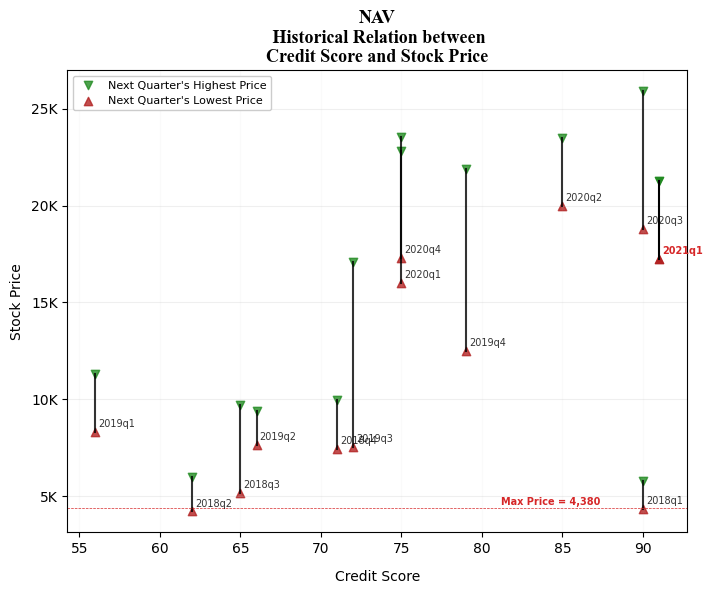 NAV
Historical Relation between
Credit Score and Stock Price
Next Quarter's Highest Price
Next Quarter's Lowest Price
25K
20K
15K
10K
5K
Stock Price
2020q2
2020q3
2020q4
2021q1
2020q1
2019q4
2019q1
2019q2
2018q4
2019q3
2018q3
2018q2
Max Price = 4,380
2018q1
55
60
65
70
75
80
85
90
Credit Score